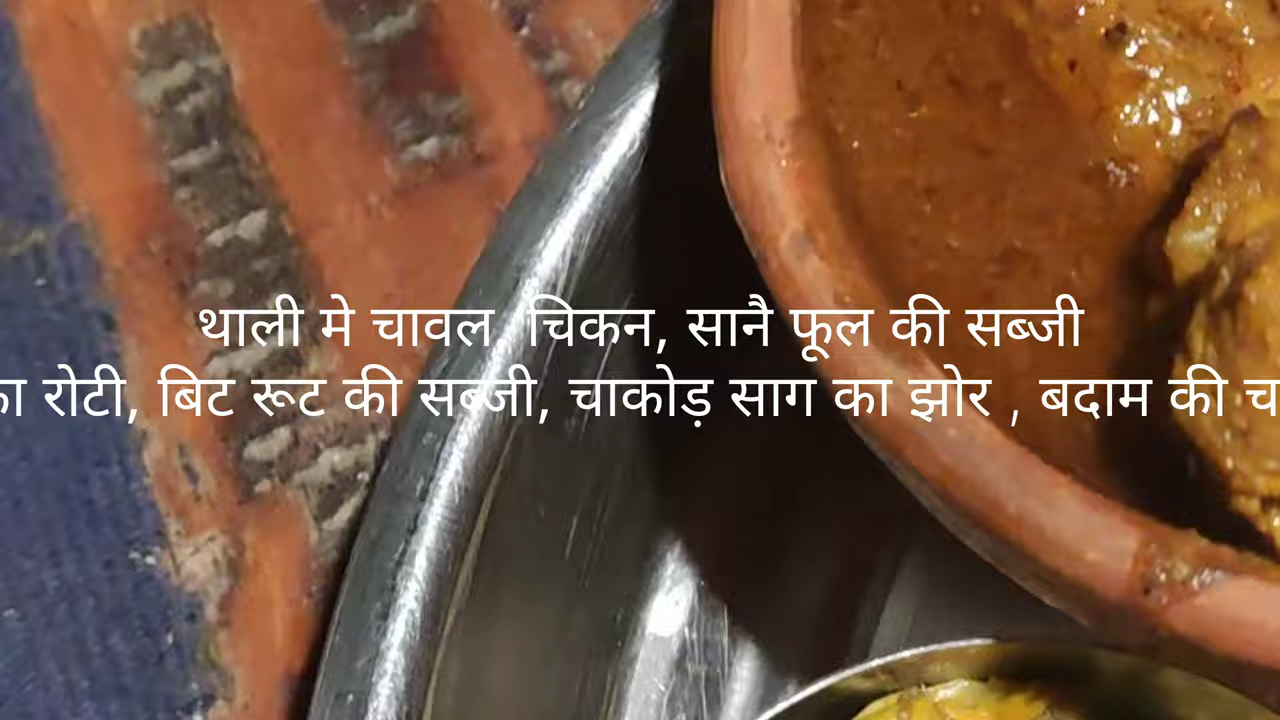 थाली मे चावल  चिकन, सानै फूल की सब्जी
रोटी, बिट रूट की सब्जी, चाकोड़ साग का झोर , बदाम की